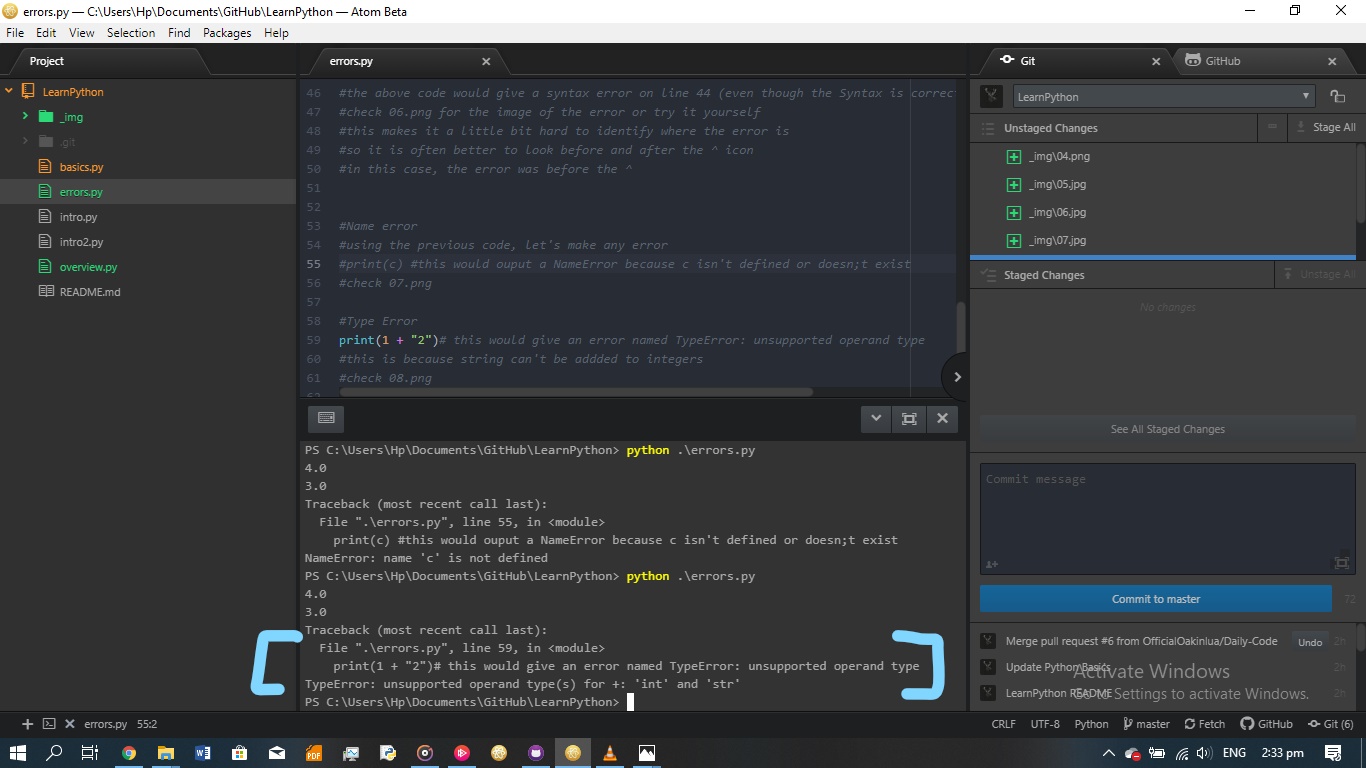 errors.py — C:\Users\Hp\Documents\GitHub\LearnPython — Atom Beta
File Edit View Selection Find Packages Help
Project
LearnPython
_img
.git
basics.py
errors.py
intro.py
intro2.py
overview.py
README.md
errors.py
46 #the above code would give a syntax error on line 44 (even though the Syntax is correc
47 #check 06.png for the image of the error or try it yourself
48 #this makes it a little bit hard to identify where the error is
49 #so it is often better to look before and after the ^ icon
50 #in this case, the error was before the ^
51
52
53 #Name error
54 #using the previous code, let's make any error
55 #print(c) #this would ouput a NameError because c isn't defined or doesn;t exist
56 #check 07.png
57
58 #Type Error
59 print(1 + "2")# this would give an error named TypeError: unsupported operand type
60 #this is because string can't be addded to integers
61 #check 08.png
62
PS C:\Users\Hp\Documents\GitHub\LearnPython> python .\errors.py
4.0
3.0
Traceback (most recent call last):
File ".\errors.py", line 55, in <module>
print(c) #this would ouput a NameError because c isn't defined or doesn;t exist
NameError: name 'c' is not defined
PS C:\Users\Hp\Documents\GitHub\LearnPython> python .\errors.py
4.0
3.0
Traceback (most recent call last):
File ".\errors.py", line 59, in <module>
print(1 + "2")# this would give an error named TypeError: unsupported operand type
TypeError: unsupported operand type(s) for +: 'int' and 'str'
PS C:\Users\Hp\Documents\GitHub\LearnPython>
Git GitHub
LearnPython
Unstaged Changes Stage All
_img\04.png
_img\05.jpg
_img\06.jpg
_img\07.jpg
Staged Changes Unstage All
No changes
See All Staged Changes
Commit message
Commit to master 72
Merge pull request #6 from OfficialOakinlua/Daily-Code Undo 2h
Update Python Basics 2h
LearnPython README 2h
Activate Windows
Go to Settings to activate Windows.
errors.py 55:2 CRLF UTF-8 Python master Fetch GitHub Git (6)
PDF ENG 2:33 pm